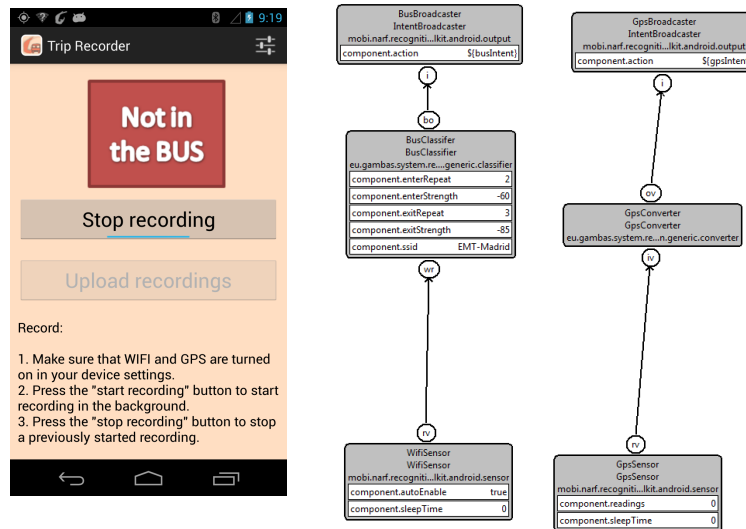 9:19
Trip Recorder
Not in
the BUS
Stop recording
Upload recordings
Record:
1. Make sure that WIFI and GPS are turned
on in your device settings.
2. Press the "start recording" button to start
recording in the background.
3. Press the "stop recording" button to stop
a previously started recording.
BusBroadcaster
IntentBroadcaster
mobi.narf.recogniti...lkit.android.output
component.action ${busIntent}
i
bo
BusClassifer
BusClassifier
eu.gambas.system.re....generic.classifier
component.enterRepeat 2
component.enterStrength -60
component.exitRepeat 3
component.exitStrength -85
component.ssid EMT-Madrid
wr
rv
WifiSensor
WifiSensor
mobi.narf.recogniti...lkit.android.sensor
component.autoEnable true
component.sleepTime 0
GpsBroadcaster
IntentBroadcaster
mobi.narf.recogniti...lkit.android.output
component.action ${gpsIntent
i
ov
GpsConverter
GpsConverter
eu.gambas.system.re...n.generic.converter
iv
rv
GpsSensor
GpsSensor
mobi.narf.recogniti...lkit.android.sensor
component.readings 0
component.sleepTime 0